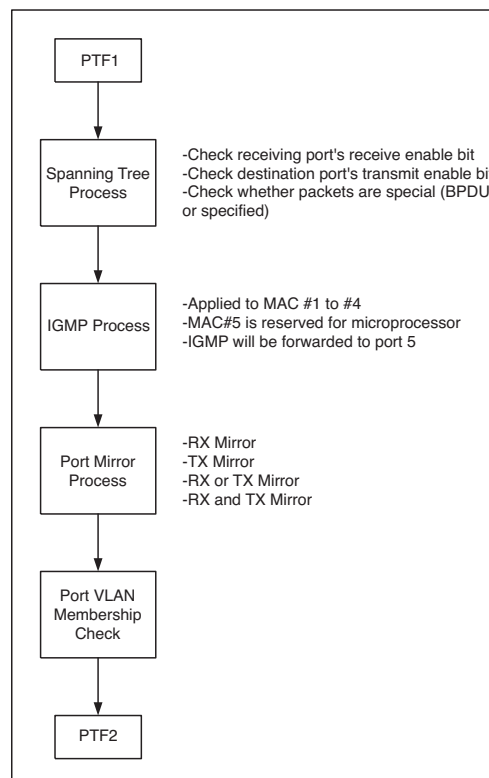 PTF1
Spanning Tree
Process
-Check receiving port's receive enable bit
-Check destination port's transmit enable bi
-Check whether packets are special (BPDU
or specified)
IGMP Process
-Applied to MAC #1 to #4
-MAC#5 is reserved for microprocessor
-IGMP will be forwarded to port 5
Port Mirror
Process
-RX Mirror
-TX Mirror
-RX or TX Mirror
-RX and TX Mirror
Port VLAN
Membership
Check
PTF2